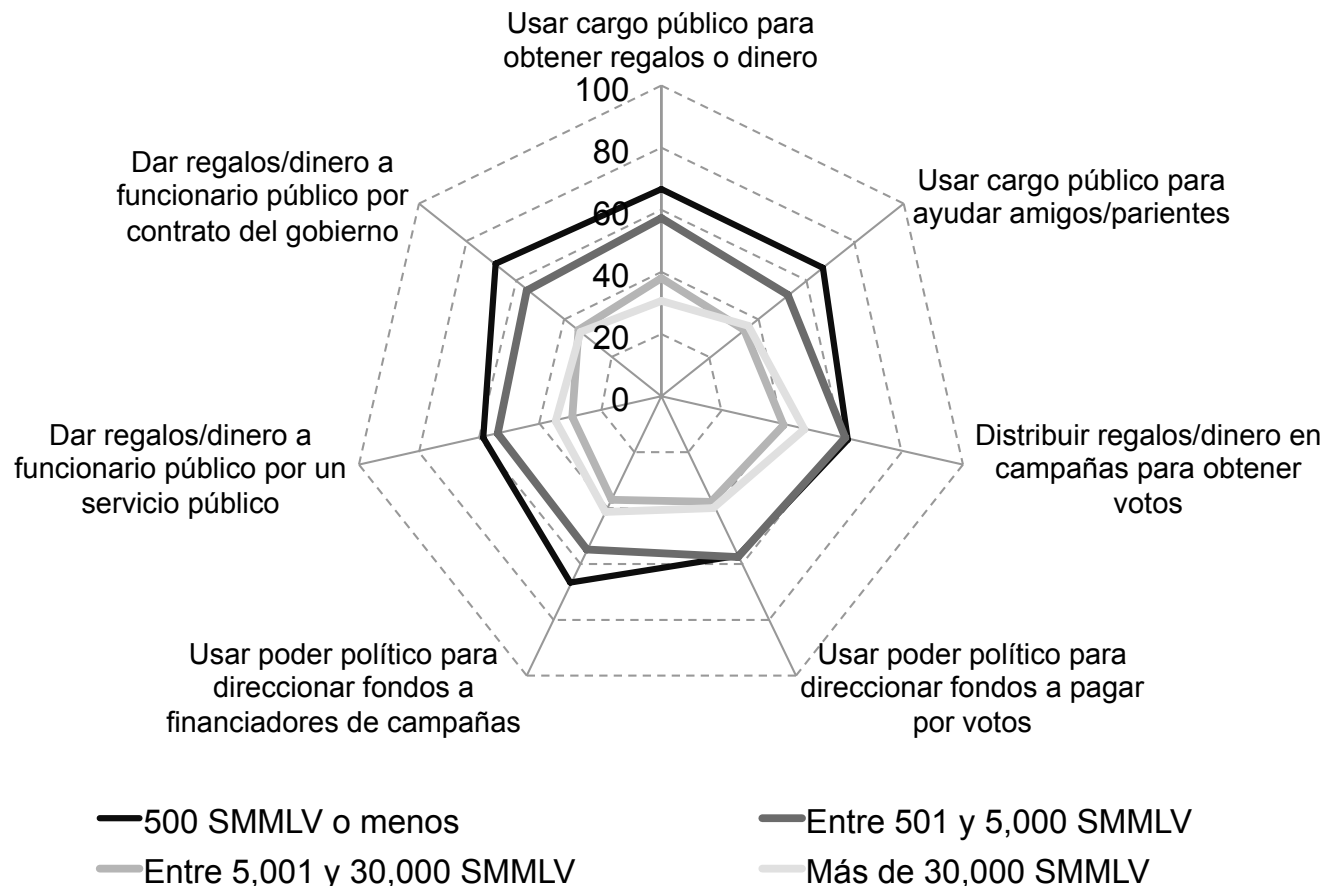 Usar cargo público para
obtener regalos o dinero
100
80
60
40
20
0
Usar cargo público para
ayudar amigos/parientes
Distribuir regalos/dinero en
campañas para obtener
votos
Usar poder político para
direccionar fondos a pagar
por votos
Usar poder político para
direccionar fondos a
financiadores de campañas
Dar regalos/dinero a
funcionario público por un
servicio público
Dar regalos/dinero a
funcionario público por
contrato del gobierno
500 SMMLV o menos
Entre 501 y 5,000 SMMLV
Entre 5,001 y 30,000 SMMLV
Más de 30,000 SMMLV